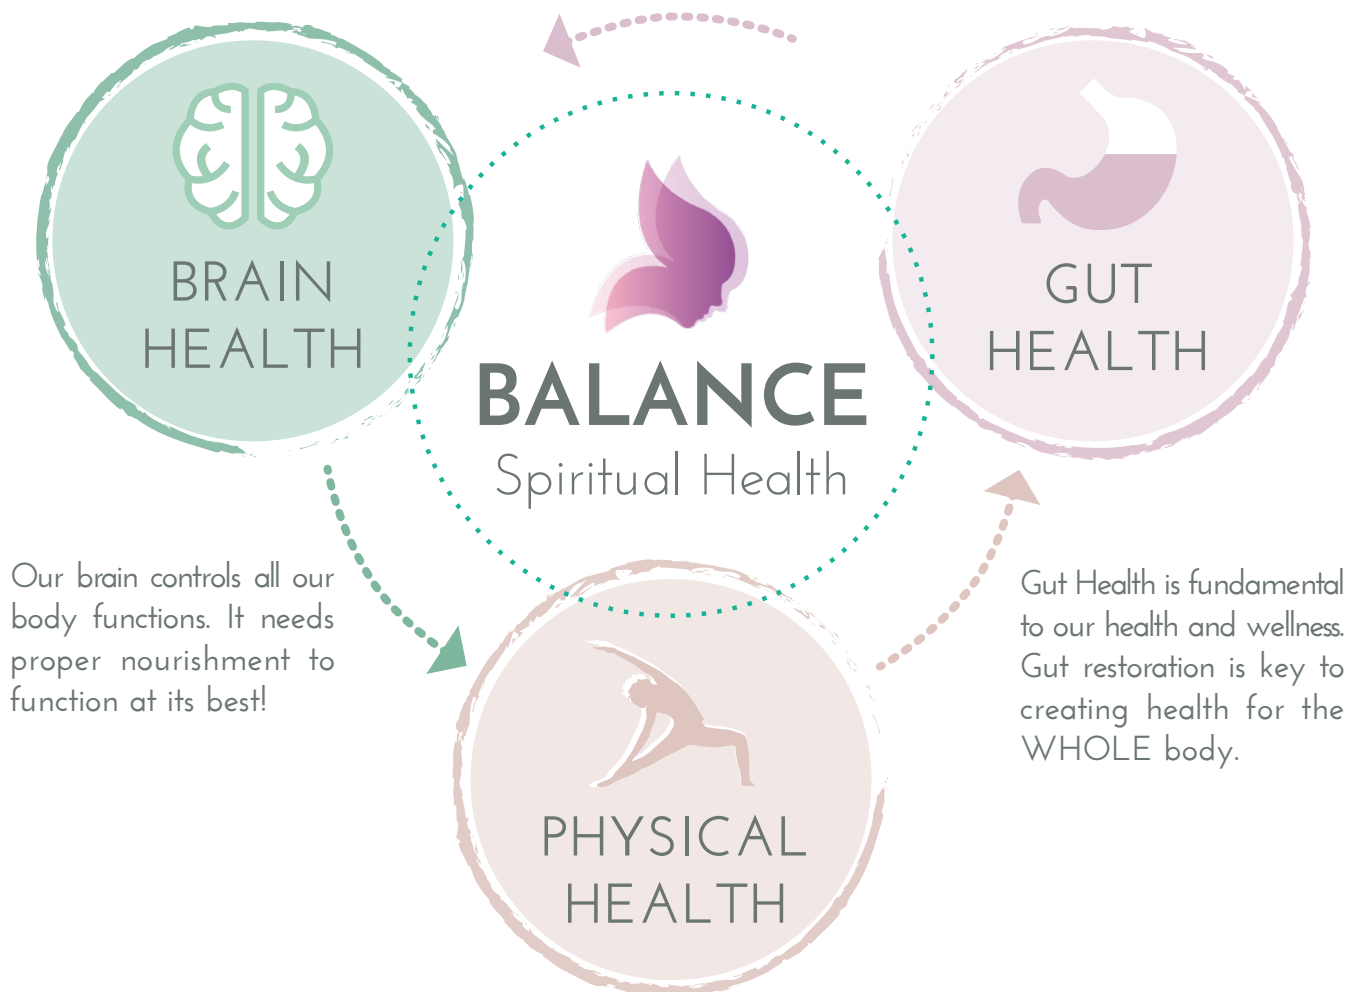 BRAIN
HEALTH
GUT
HEALTH
BALANCE
Spiritual Health
Our brain controls all our
body functions. It needs
proper nourishment to
function at its best!
Gut Health is fundamental
to our health and wellness.
Gut restoration is key to
creating health for the
WHOLE body.
PHYSICAL
HEALTH